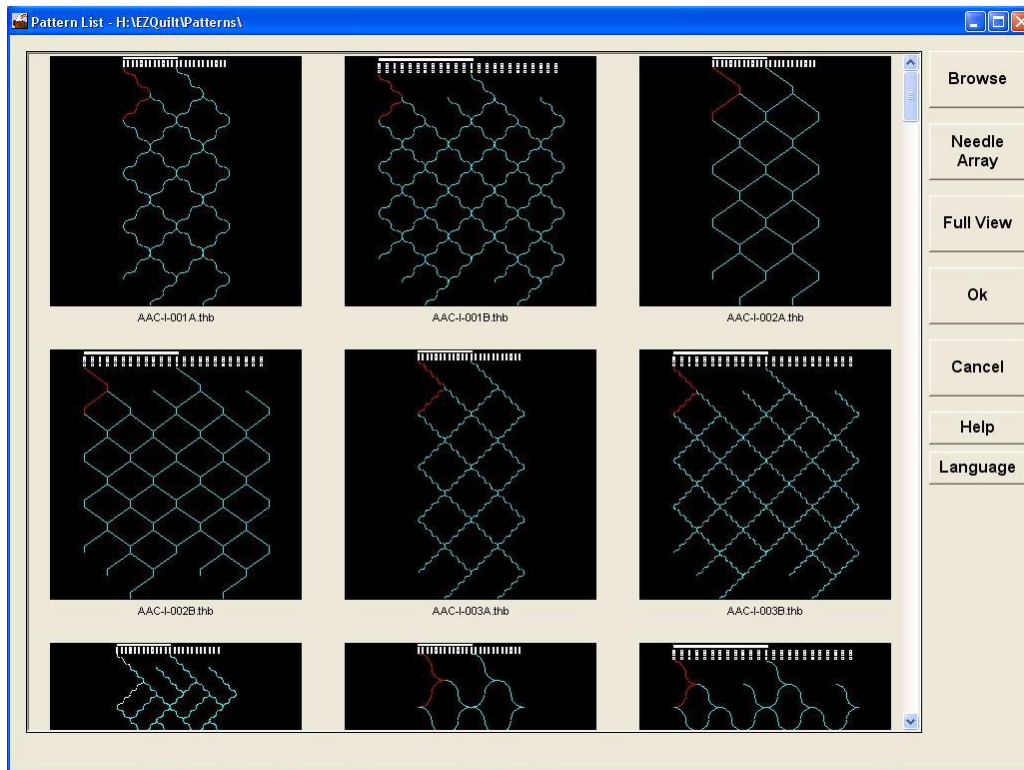 Pattern List - H:\EZQuilt\Patterns\
Browse
Needle
Array
Full View
Ok
Cancel
Help
Language
AAC-I-001A.thb
AAC-I-001B.thb
AAC-I-002A.thb
AAC-I-002B.thb
AAC-I-003A.thb
AAC-I-003B.thb